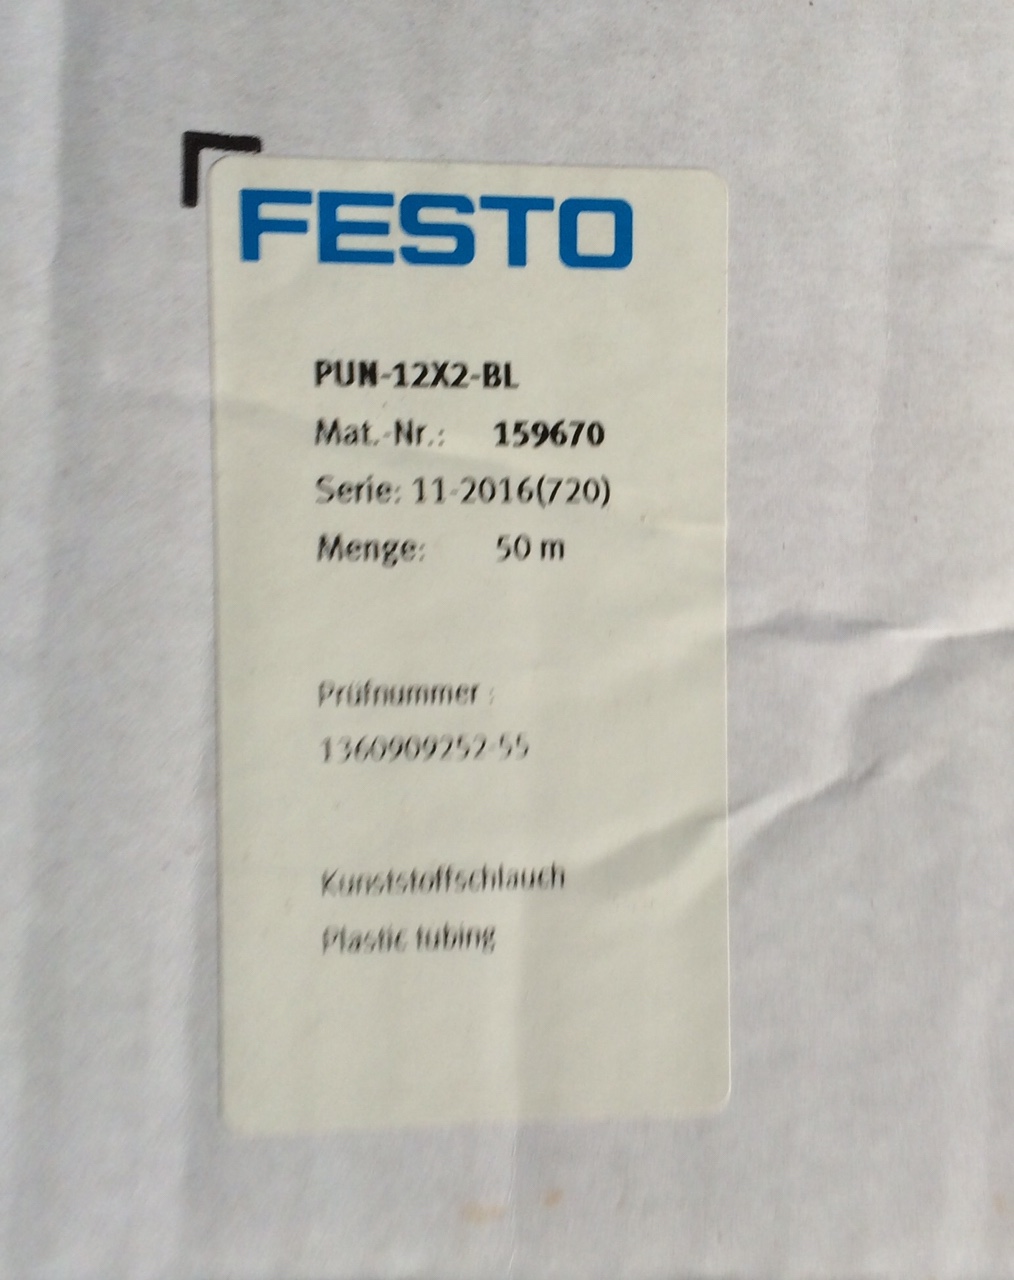 FESTO
PUN-12X2-BL
Mat.-Nr.: 159670
Serie: 11-2016(720)
Menge: 50 m
Prüfnummer :
1360909252-55
Kunststoffschlauch
Plastic tubing